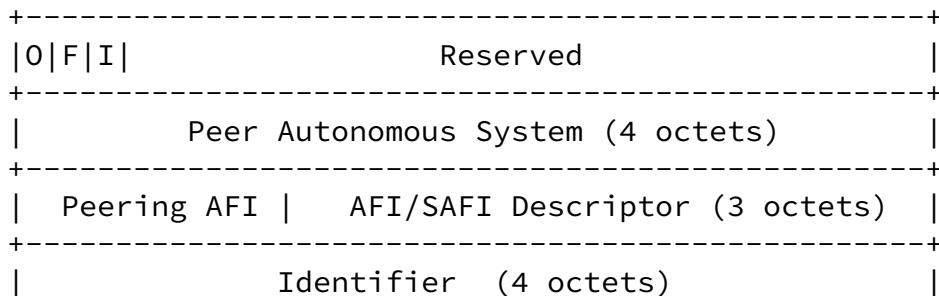 +--------------------------------------------------+
|O|F|I|                 Reserved                   |
+--------------------------------------------------+
|         Peer Autonomous System (4 octets)        |
+--------------------------------------------------+
|  Peering AFI |   AFI/SAFI Descriptor (3 octets)  |
+--------------------------------------------------+
|              Identifier  (4 octets)              |